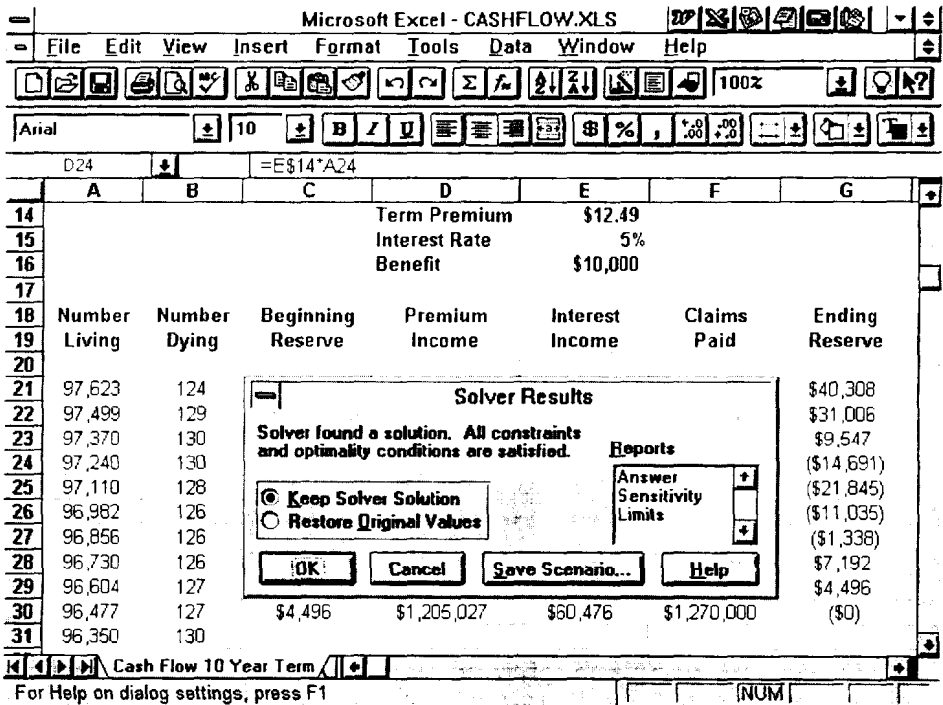 Microsoft Excel - CASHFLOW.XLS
File Edit View Insert Format Tools Data Window Help
100%
Arial 10 B I U $ % ,
D24 =E$14*A24
A B C D E F G
14 Term Premium $12.49
15 Interest Rate 5%
16 Benefit $10,000
17
18 Number Number Beginning Premium Interest Claims Ending
19 Living Dying Reserve Income Income Paid Reserve
20
21 97,623 124 $40,308
22 97,499 129 $31,006
23 97,370 130 $9,547
24 97,240 130 ($14,691)
25 97,110 128 ($21,845)
26 96,982 126 ($11,035)
27 96,856 126 ($1,338)
28 96,730 126 $7,192
29 96,604 127 $4,496
30 96,477 127 $4,496 $1,205,027 $60,476 $1,270,000 ($0)
31 96,350 130
Solver Results
Solver found a solution. All constraints
and optimality conditions are satisfied.
Reports
Answer
Sensitivity
Limits
Keep Solver Solution
Restore Original Values
OK Cancel Save Scenario... Help
Cash Flow 10 Year Term
For Help on dialog settings, press F1 NUM